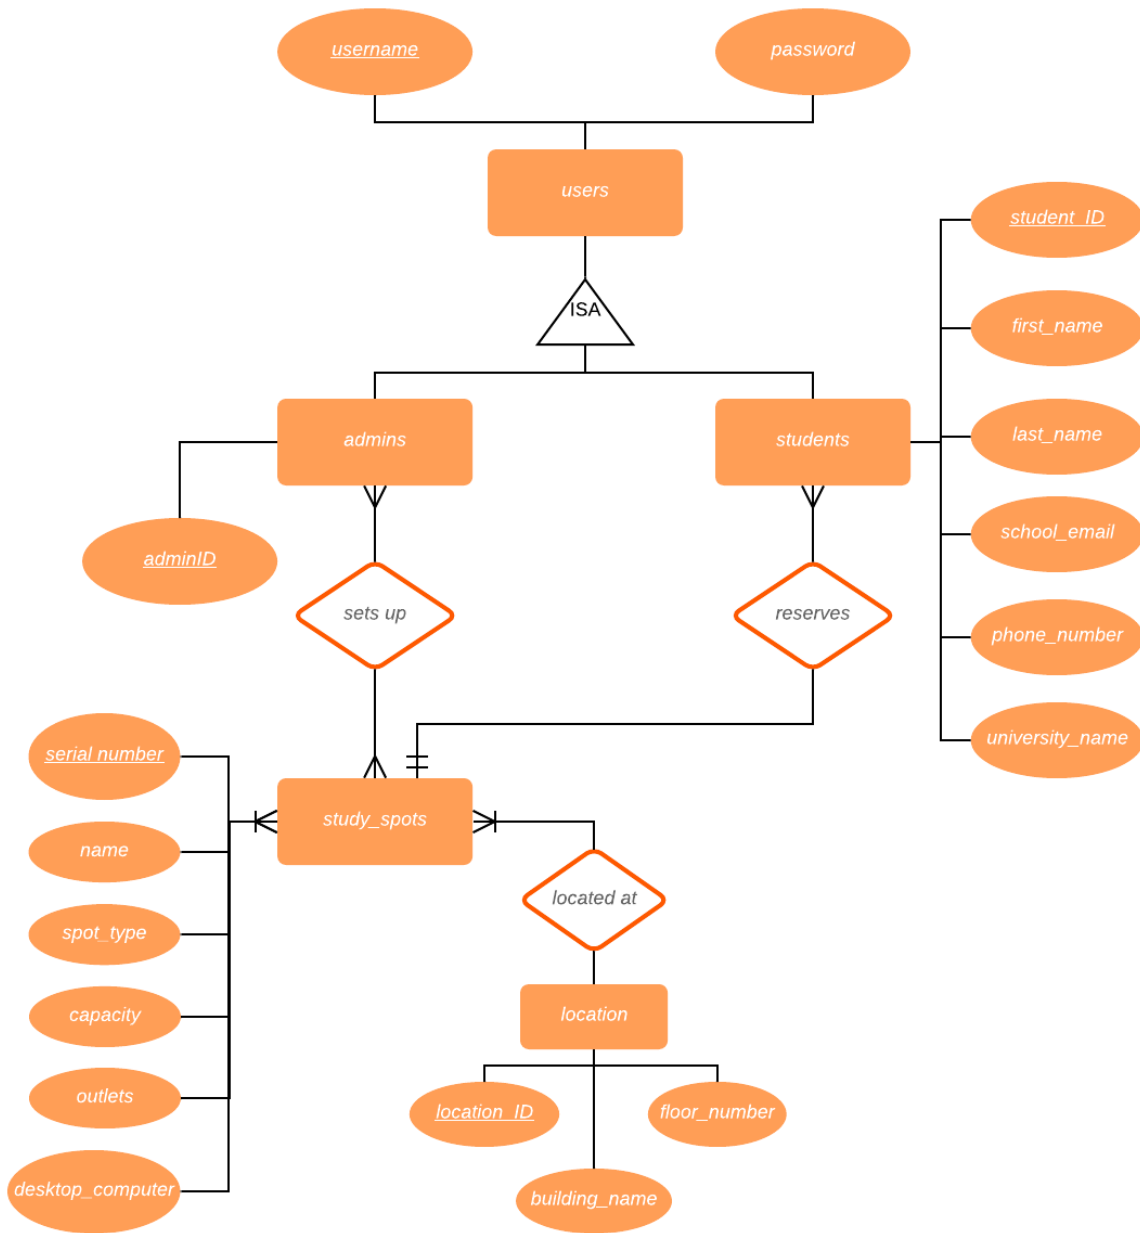 username
password
users
student_ID
ISA
first_name
admins
students
last_name
school_email
adminID
sets up
reserves
phone_number
university_name
serial number
study_spots
name
located at
spot_type
capacity
location
outlets
location_ID
floor_number
desktop_computer
building_name